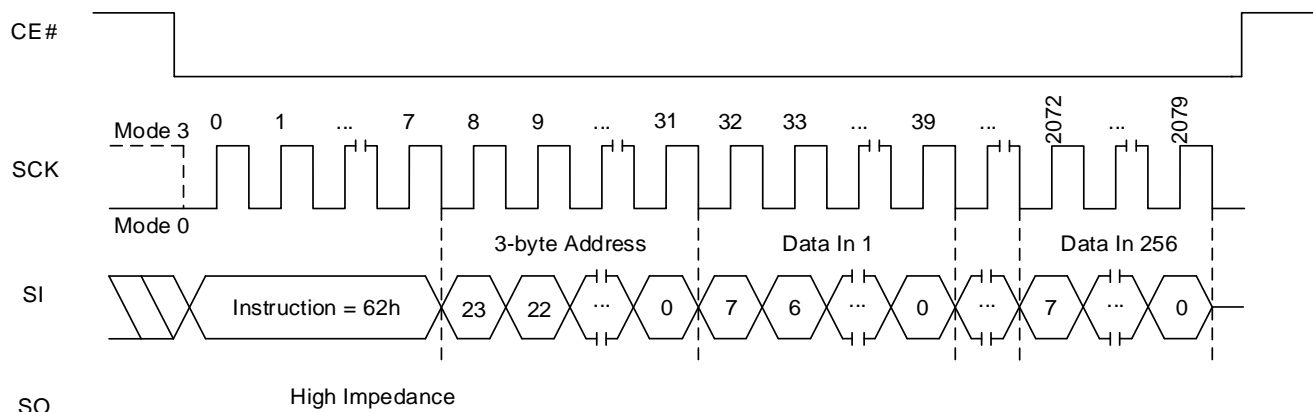 CE#
0 1 ... 7 8 9 ... 31 32 33 ... 39 ... 2072 ... 2079
Mode 3
SCK
Mode 0
3-byte Address Data In 1 Data In 256
SI Instruction = 62h 23 22 ... 0 7 6 ... 0 ... 7 ... 0
High Impedance
SO